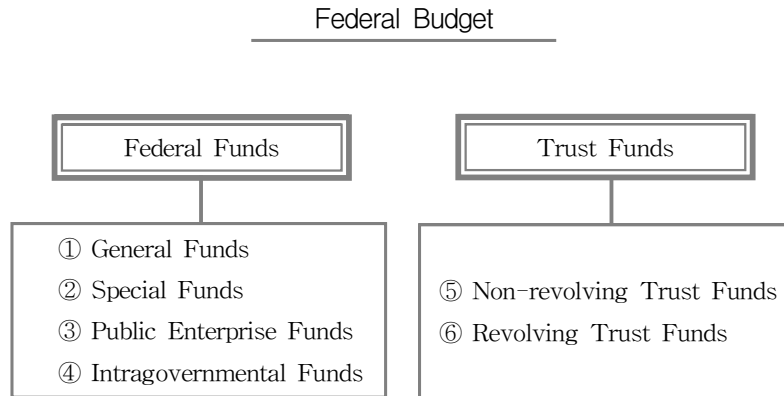 Federal Budget
Federal Funds
① General Funds
② Special Funds
③ Public Enterprise Funds
④ Intragovernmental Funds
Trust Funds
⑤ Non-revolving Trust Funds
⑥ Revolving Trust Funds